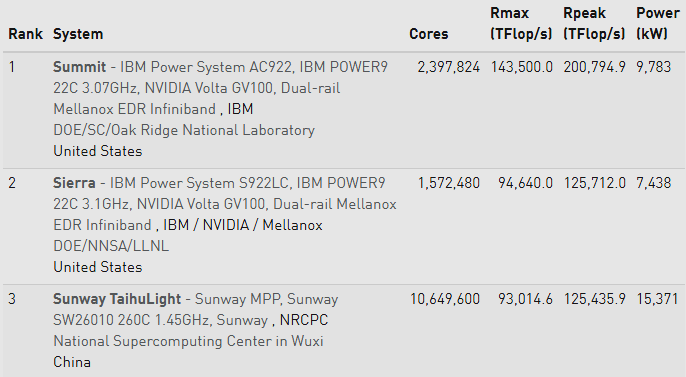 Rank System Cores Rmax (TFlop/s) Rpeak (TFlop/s) Power (kW)
1 Summit - IBM Power System AC922, IBM POWER9 2,397,824 143,500.0 200,794.9 9,783
22C 3.07GHz, NVIDIA Volta GV100, Dual-rail
Mellanox EDR Infiniband , IBM
DOE/SC/Oak Ridge National Laboratory
United States
2 Sierra - IBM Power System S922LC, IBM POWER9 1,572,480 94,640.0 125,712.0 7,438
22C 3.1GHz, NVIDIA Volta GV100, Dual-rail Mellanox
EDR Infiniband , IBM / NVIDIA / Mellanox
DOE/NNSA/LLNL
United States
3 Sunway TaihuLight - Sunway MPP, Sunway 10,649,600 93,014.6 125,435.9 15,371
SW26010 260C 1.45GHz, Sunway , NRCPC
National Supercomputing Center in Wuxi
China